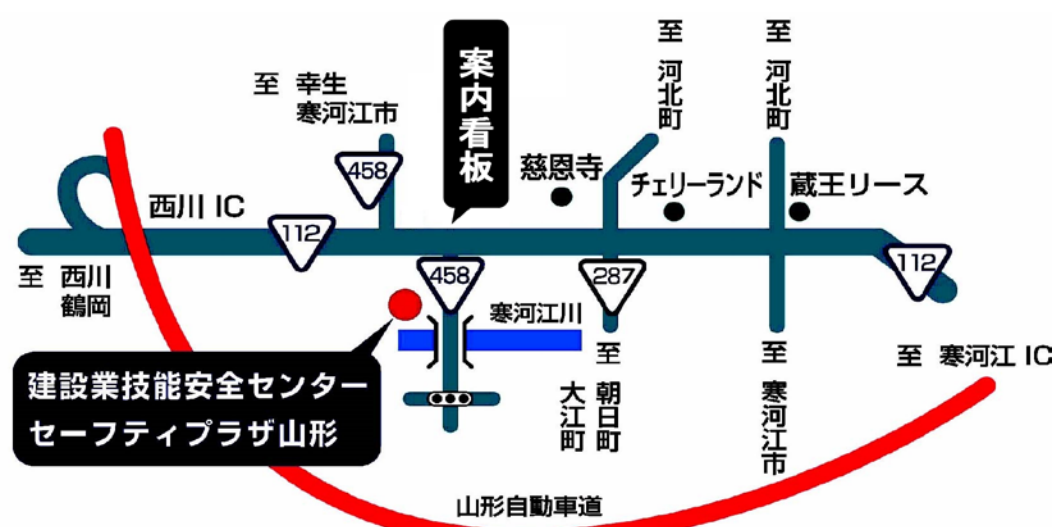 至 幸生
寒河江市
案内看板
至 河北町
至 河北町
458
慈恩寺
チェリーランド
蔵王リース
西川 IC
112
458
287
112
至 西川
鶴岡
寒河江川
建設業技能安全センター
セーフティプラザ山形
至 朝日町
大江町
至 寒河江市
至 寒河江 IC
山形自動車道